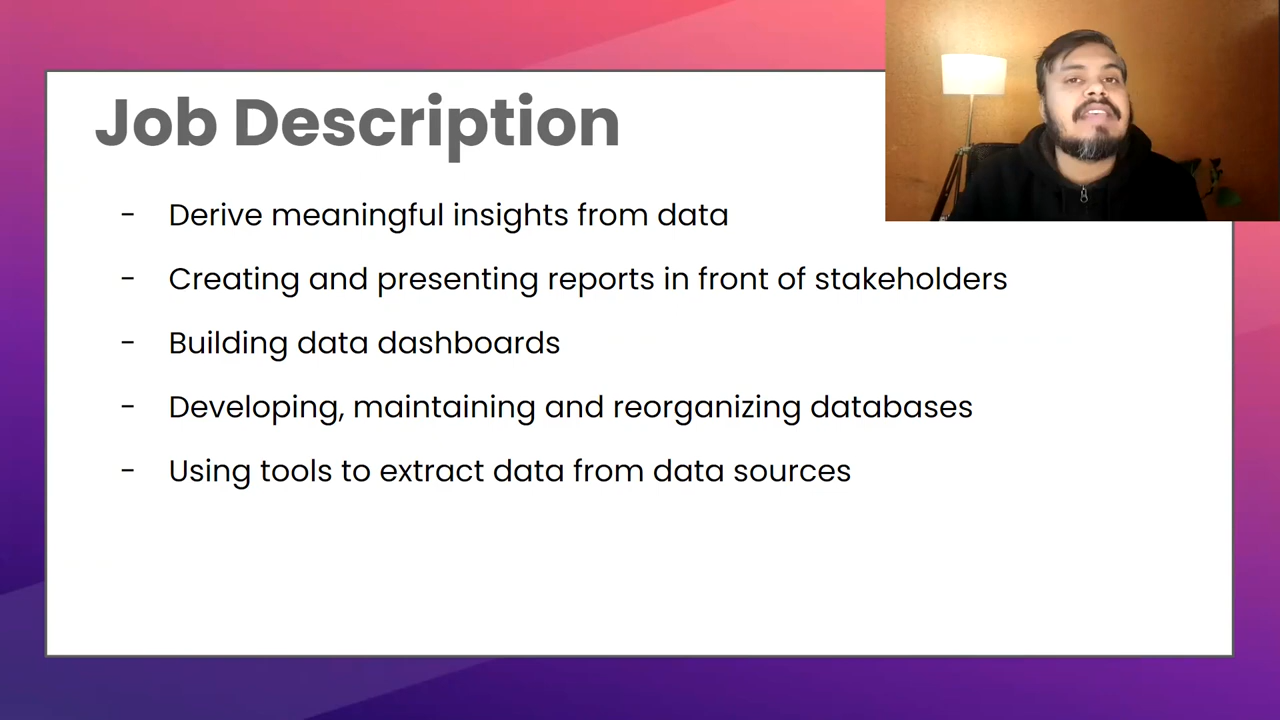 Job Description
- Derive meaningful insights from data
- Creating and presenting reports in front of stakeholders
- Building data dashboards
- Developing, maintaining and reorganizing databases
- Using tools to extract data from data sources